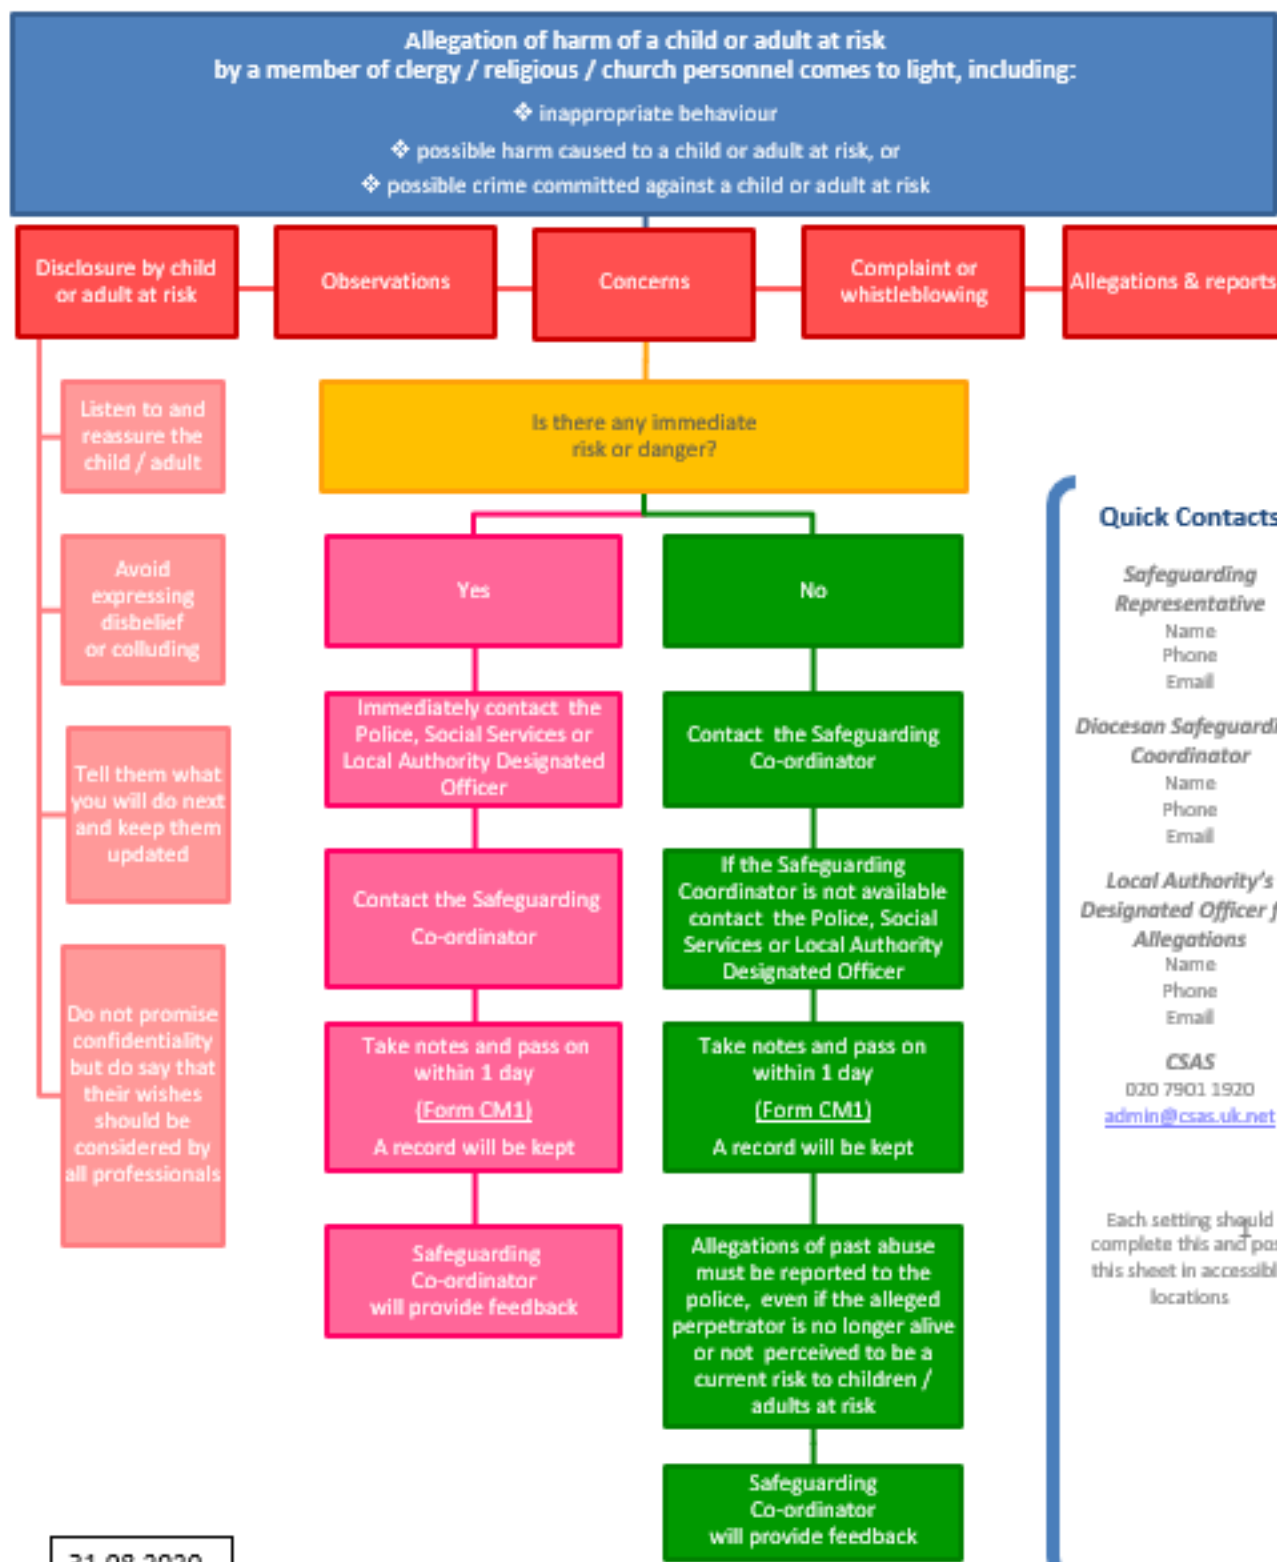 Allegation of harm of a child or adult at risk
by a member of clergy / religious / church personnel comes to light, including:
❖ inappropriate behaviour
❖ possible harm caused to a child or adult at risk, or
❖ possible crime committed against a child or adult at risk
Disclosure by child
or adult at risk
Observations
Concerns
Complaint or
whistleblowing
Allegations & reports
Listen to and
reassure the
child / adult
Avoid
expressing
disbelief
or colluding
Tell them what
you will do next
and keep them
updated
Do not promise
confidentiality
but do say that
their wishes
should be
considered by
all professionals
Is there any immediate
risk or danger?
Yes
Immediately contact the
Police, Social Services or
Local Authority Designated
Officer
Contact the Safeguarding
Co-ordinator
Take notes and pass on
within 1 day
(Form CM1)
A record will be kept
Safeguarding
Co-ordinator
will provide feedback
No
Contact the Safeguarding
Co-ordinator
If the Safeguarding
Coordinator is not available
contact the Police, Social
Services or Local Authority
Designated Officer
Take notes and pass on
within 1 day
(Form CM1)
A record will be kept
Allegations of past abuse
must be reported to the
police, even if the alleged
perpetrator is no longer alive
or not perceived to be a
current risk to children /
adults at risk
Safeguarding
Co-ordinator
will provide feedback
Quick Contacts
Safeguarding
Representative
Name
Phone
Email
Diocesan Safeguardi
Coordinator
Name
Phone
Email
Local Authority's
Designated Officer f
Allegations
Name
Phone
Email
CSAS
020 7901 1920
admin@csas.uk.net
Each setting should
complete this and pos
this sheet in accessibl
locations